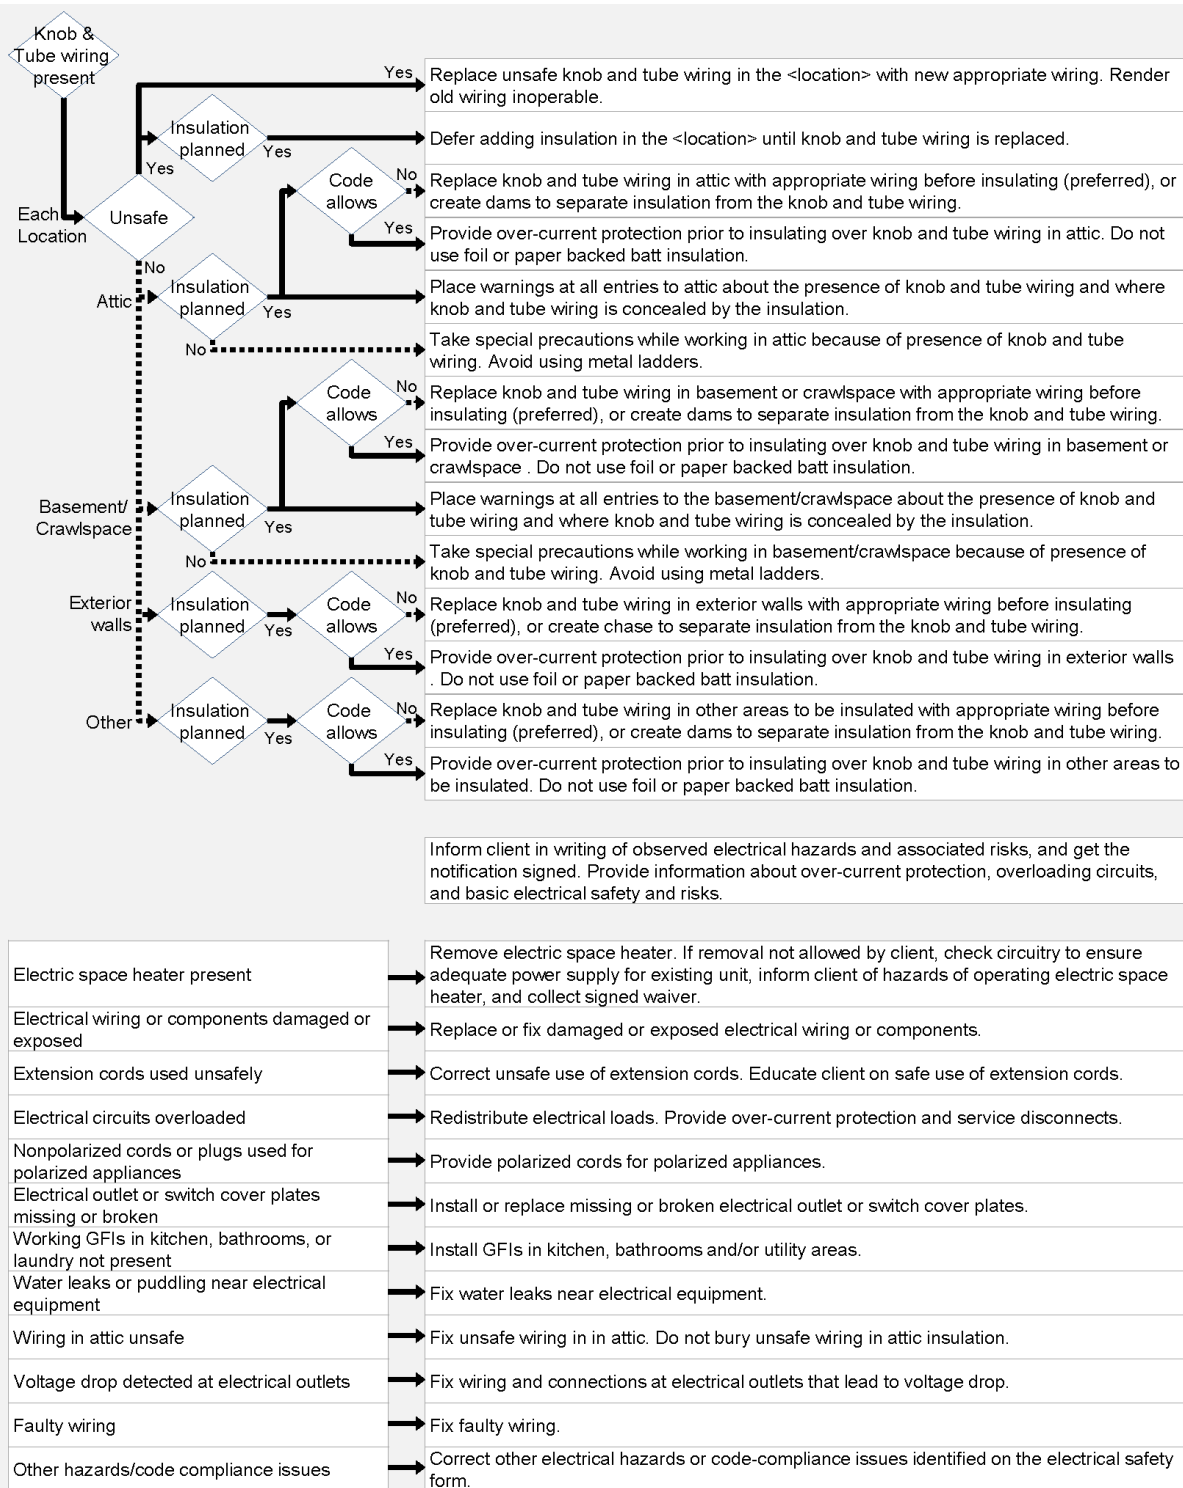 Knob &
Tube wiring
present
Yes
Replace unsafe knob and tube wiring in the <location> with new appropriate wiring. Render
old wiring inoperable.
Insulation
planned
Yes
Defer adding insulation in the <location> until knob and tube wiring is replaced.
Yes
Each
Location
Unsafe
No
Code
allows
No
Replace knob and tube wiring in attic with appropriate wiring before insulating (preferred), or
create dams to separate insulation from the knob and tube wiring.
Yes
Provide over-current protection prior to insulating over knob and tube wiring in attic. Do not
use foil or paper backed batt insulation.
Attic
Insulation
planned
Yes
Place warnings at all entries to attic about the presence of knob and tube wiring and where
knob and tube wiring is concealed by the insulation.
No
Take special precautions while working in attic because of presence of knob and tube
wiring. Avoid using metal ladders.
Code
allows
No
Replace knob and tube wiring in basement or crawlspace with appropriate wiring before
insulating (preferred), or create dams to separate insulation from the knob and tube wiring.
Yes
Provide over-current protection prior to insulating over knob and tube wiring in basement or
crawlspace . Do not use foil or paper backed batt insulation.
Basement/
Crawlspace
Insulation
planned
Yes
Place warnings at all entries to the basement/crawlspace about the presence of knob and
tube wiring and where knob and tube wiring is concealed by the insulation.
No
Take special precautions while working in basement/crawlspace because of presence of
knob and tube wiring. Avoid using metal ladders.
Exterior
walls
Insulation
planned
Yes
Code
allows
No
Replace knob and tube wiring in exterior walls with appropriate wiring before insulating
(preferred), or create chase to separate insulation from the knob and tube wiring.
Yes
Provide over-current protection prior to insulating over knob and tube wiring in exterior walls
. Do not use foil or paper backed batt insulation.
Other
Insulation
planned
Yes
Code
allows
No
Replace knob and tube wiring in other areas to be insulated with appropriate wiring before
insulating (preferred), or create dams to separate insulation from the knob and tube wiring.
Yes
Provide over-current protection prior to insulating over knob and tube wiring in other areas to
be insulated. Do not use foil or paper backed batt insulation.
Inform client in writing of observed electrical hazards and associated risks, and get the
notification signed. Provide information about over-current protection, overloading circuits,
and basic electrical safety and risks.
Electric space heater present
Remove electric space heater. If removal not allowed by client, check circuitry to ensure
adequate power supply for existing unit, inform client of hazards of operating electric space
heater, and collect signed waiver.
Electrical wiring or components damaged or
exposed
Replace or fix damaged or exposed electrical wiring or components.
Extension cords used unsafely
Correct unsafe use of extension cords. Educate client on safe use of extension cords.
Electrical circuits overloaded
Redistribute electrical loads. Provide over-current protection and service disconnects.
Nonpolarized cords or plugs used for
polarized appliances
Provide polarized cords for polarized appliances.
Electrical outlet or switch cover plates
missing or broken
Install or replace missing or broken electrical outlet or switch cover plates.
Working GFIs in kitchen, bathrooms, or
laundry not present
Install GFIs in kitchen, bathrooms and/or utility areas.
Water leaks or puddling near electrical
equipment
Fix water leaks near electrical equipment.
Wiring in attic unsafe
Fix unsafe wiring in in attic. Do not bury unsafe wiring in attic insulation.
Voltage drop detected at electrical outlets
Fix wiring and connections at electrical outlets that lead to voltage drop.
Faulty wiring
Fix faulty wiring.
Other hazards/code compliance issues
Correct other electrical hazards or code-compliance issues identified on the electrical safety
form.